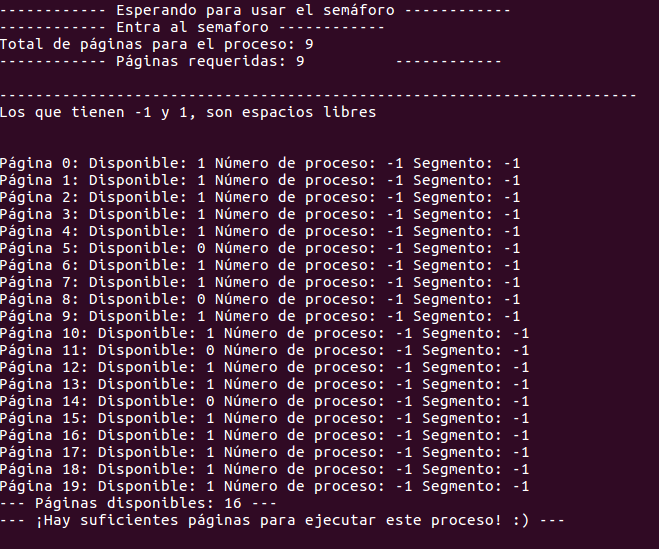 ------------ Esperando para usar el semáforo ------------
------------ Entra al semaforo ------------
Total de páginas para el proceso: 9
------------ Páginas requeridas: 9          ------------
-----------------------------------------------------------------------
Los que tienen -1 y 1, son espacios libres
Página 0: Disponible: 1 Número de proceso: -1 Segmento: -1
Página 1: Disponible: 1 Número de proceso: -1 Segmento: -1
Página 2: Disponible: 1 Número de proceso: -1 Segmento: -1
Página 3: Disponible: 1 Número de proceso: -1 Segmento: -1
Página 4: Disponible: 1 Número de proceso: -1 Segmento: -1
Página 5: Disponible: 0 Número de proceso: -1 Segmento: -1
Página 6: Disponible: 1 Número de proceso: -1 Segmento: -1
Página 7: Disponible: 1 Número de proceso: -1 Segmento: -1
Página 8: Disponible: 0 Número de proceso: -1 Segmento: -1
Página 9: Disponible: 1 Número de proceso: -1 Segmento: -1
Página 10: Disponible: 1 Número de proceso: -1 Segmento: -1
Página 11: Disponible: 0 Número de proceso: -1 Segmento: -1
Página 12: Disponible: 1 Número de proceso: -1 Segmento: -1
Página 13: Disponible: 1 Número de proceso: -1 Segmento: -1
Página 14: Disponible: 0 Número de proceso: -1 Segmento: -1
Página 15: Disponible: 1 Número de proceso: -1 Segmento: -1
Página 16: Disponible: 1 Número de proceso: -1 Segmento: -1
Página 17: Disponible: 1 Número de proceso: -1 Segmento: -1
Página 18: Disponible: 1 Número de proceso: -1 Segmento: -1
Página 19: Disponible: 1 Número de proceso: -1 Segmento: -1
--- Páginas disponibles: 16 ---
--- ¡Hay suficientes páginas para ejecutar este proceso! :) ---